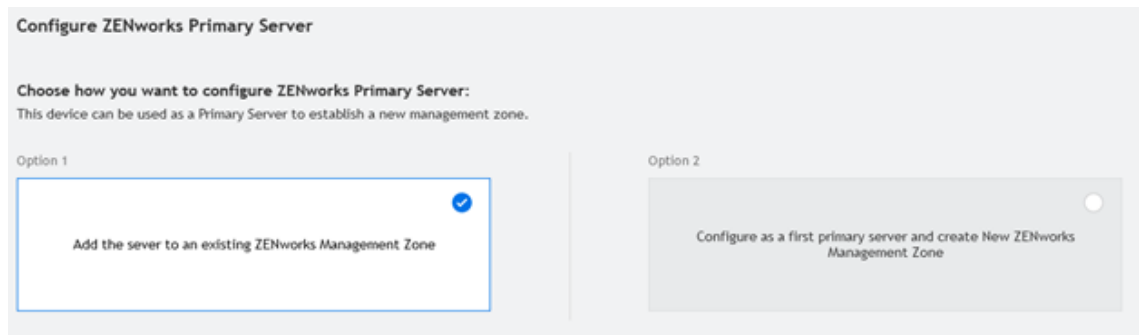 Configure ZENworks Primary Server
Choose how you want to configure ZENworks Primary Server:
This device can be used as a Primary Server to establish a new management zone.
Option 1
Add the sever to an existing ZENworks Management Zone
Option 2
Configure as a first primary server and create New ZENworks
Management Zone